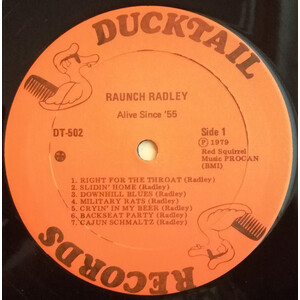 DUCKTAIL
RAUNCH RADLEY
Alive Since '55
DT-502
Side 1
Ⓟ 1979
Red Squirrel
Music PROCAN
(BMI)
1. RIGHT FOR THE THROAT (Radley)
2. SLIDN' HOME (Radley)
3. DOWNHILL BLUES (Radley)
4. MILITARY RATS (Radley)
5. CRYIN' IN MY BEER (Radley)
6. BACKSEAT PARTY (Radley)
7. CAJUN SCHMALTZ (Radley)
RECORDS